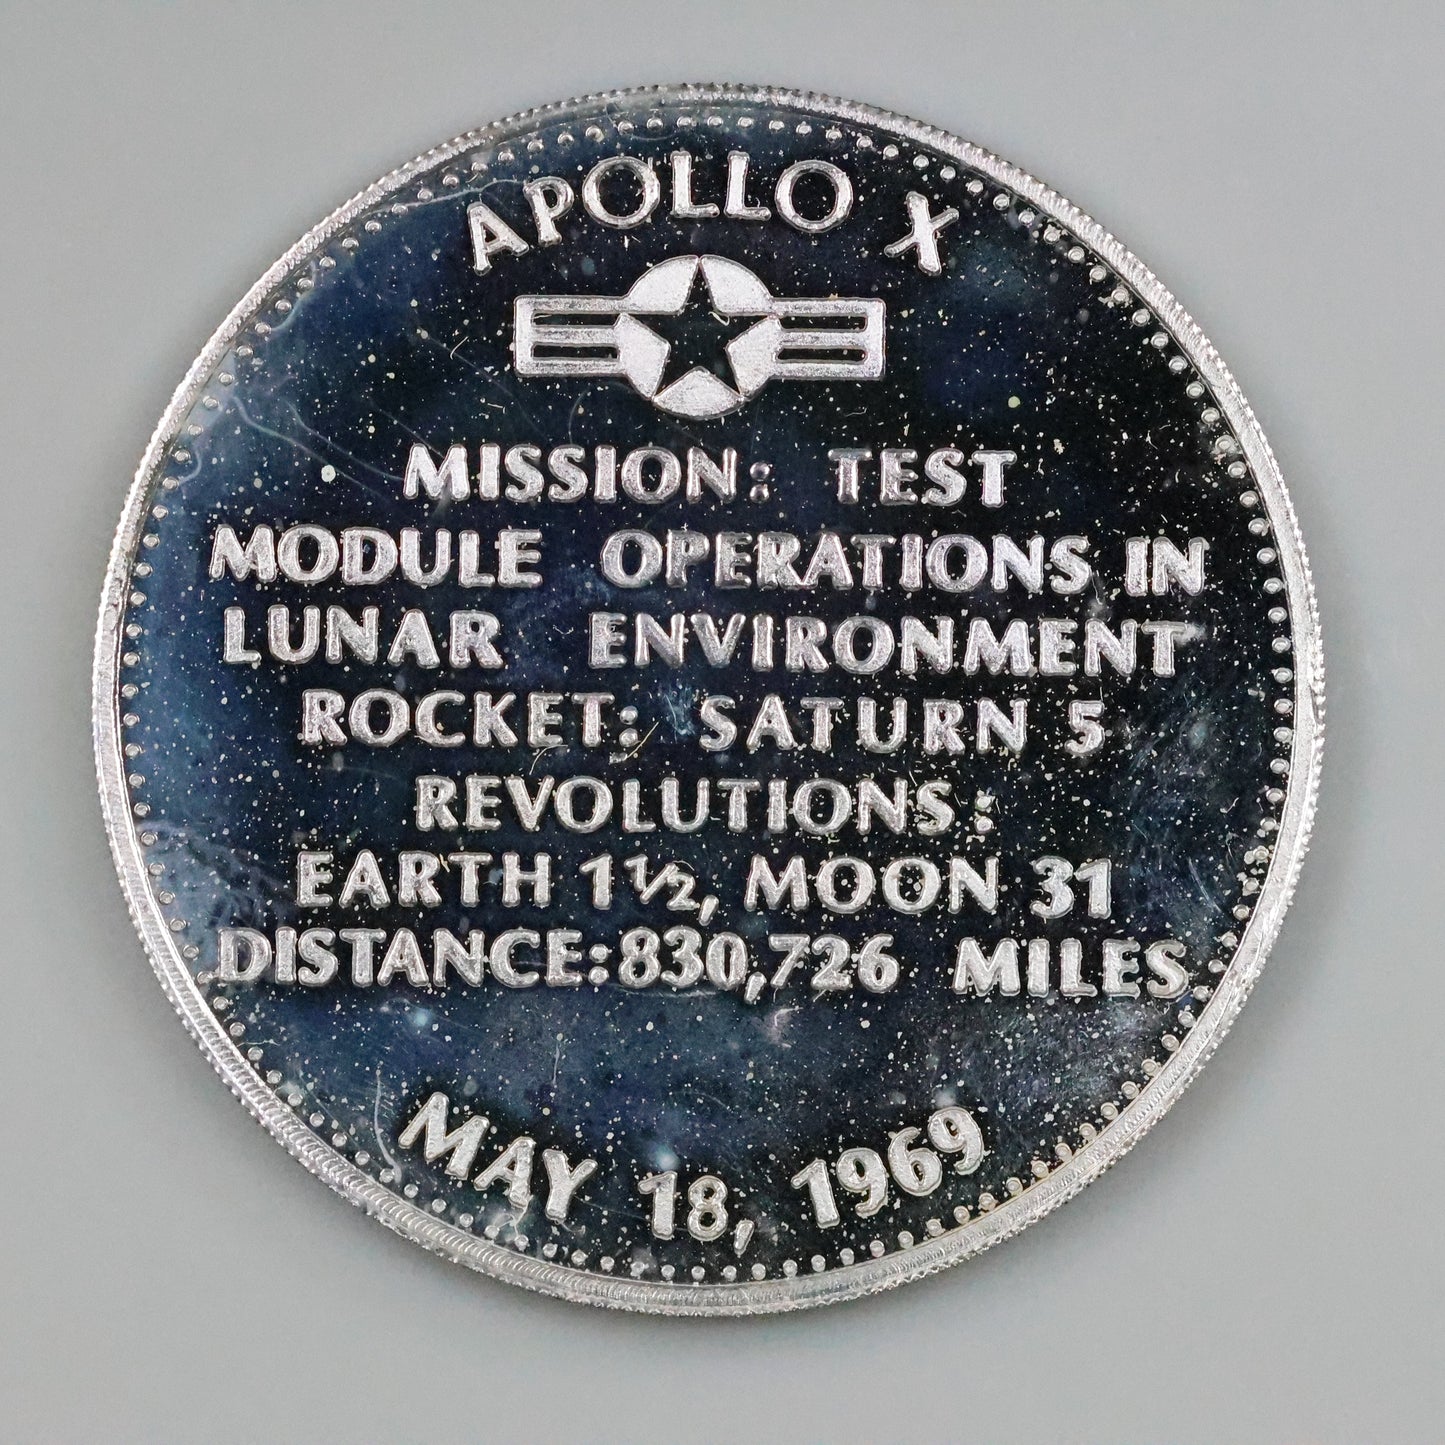 APOLLO X
MISSION: TEST
MODULE OPERATIONS IN
LUNAR ENVIRONMENT
ROCKET: SATURN 5
REVOLUTIONS:
EARTH 1½, MOON 31
DISTANCE: 830,726 MILES
MAY 18, 1969